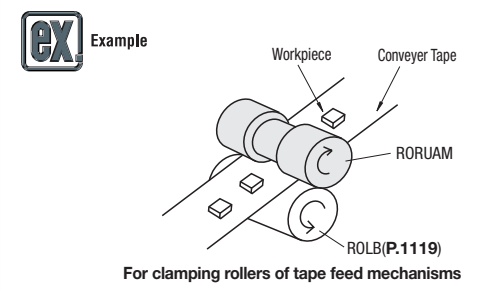 ex. Example
Workpiece
Conveyer Tape
RORUAM
ROLB(P.1119)
For clamping rollers of tape feed mechanisms